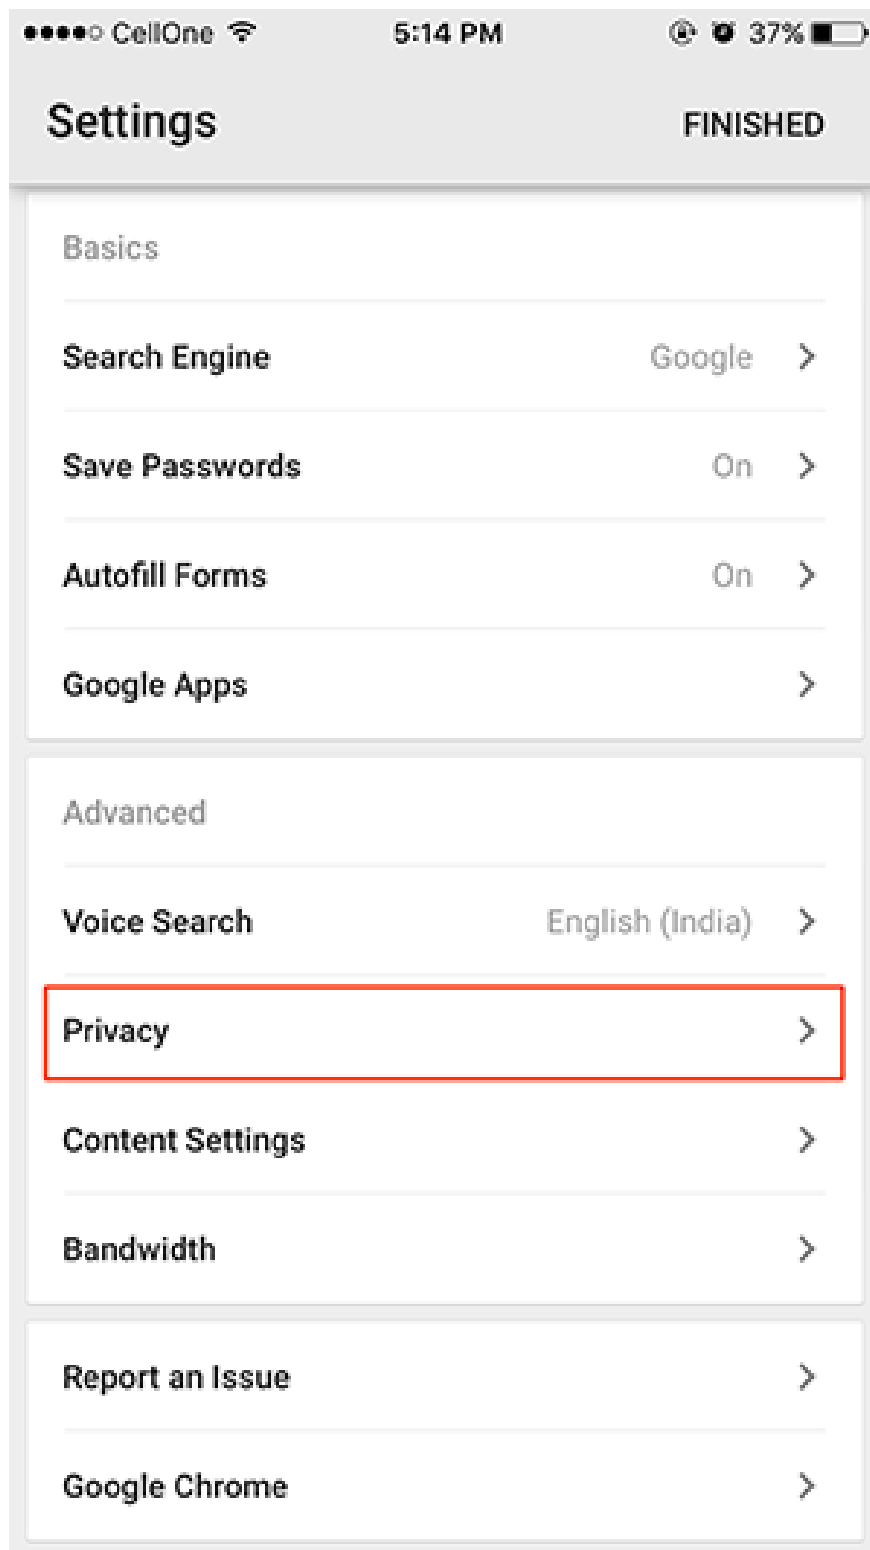 CellOne 5:14 PM 37%
Settings FINISHED
Basics
Search Engine Google
Save Passwords On
Autofill Forms On
Google Apps
Advanced
Voice Search English (India)
Privacy
Content Settings
Bandwidth
Report an Issue
Google Chrome